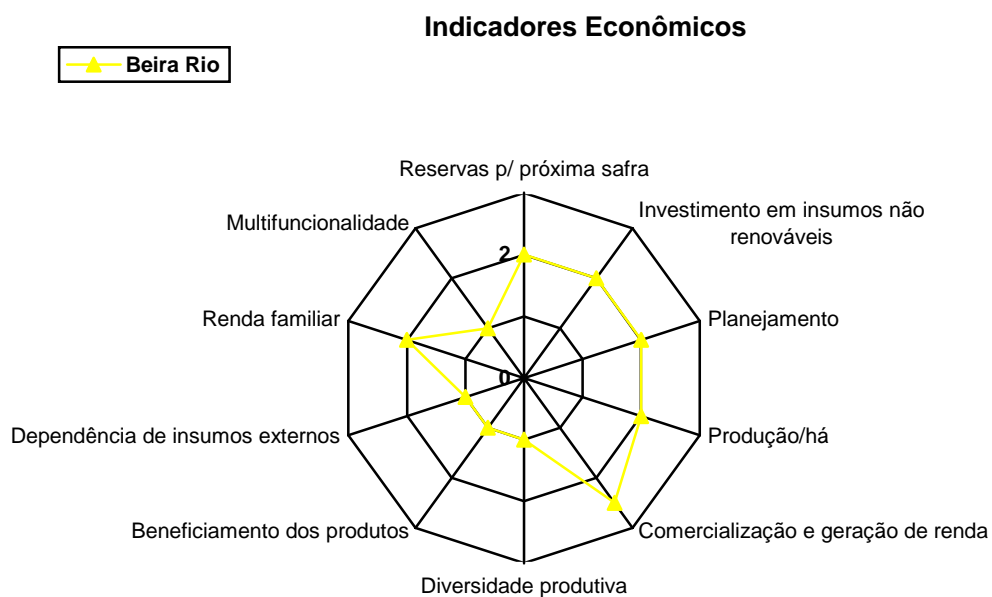 Indicadores Econômicos
Beira Rio
Reservas p/ próxima safra
Investimento em insumos não
renováveis
Planejamento
Produção/há
Comercialização e geração de renda
Diversidade produtiva
Beneficiamento dos produtos
Dependência de insumos externos
Renda familiar
Multifuncionalidade
2
0